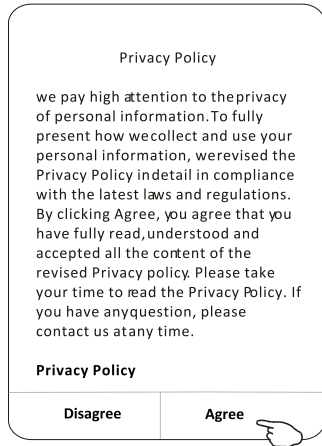 Privacy Policy
we pay high attention to theprivacy
of personal information.To fully
present how wecollect and use your
personal information, werevised the
Privacy Policy indetail in compliance
with the latest laws and regulations.
By clicking Agree, you agree that you
have fully read,understood and
accepted all the content of the
revised Privacy policy. Please take
your time to read the Privacy Policy. If
you have anyquestion, please
contact us atany time.
Privacy Policy
Disagree Agree